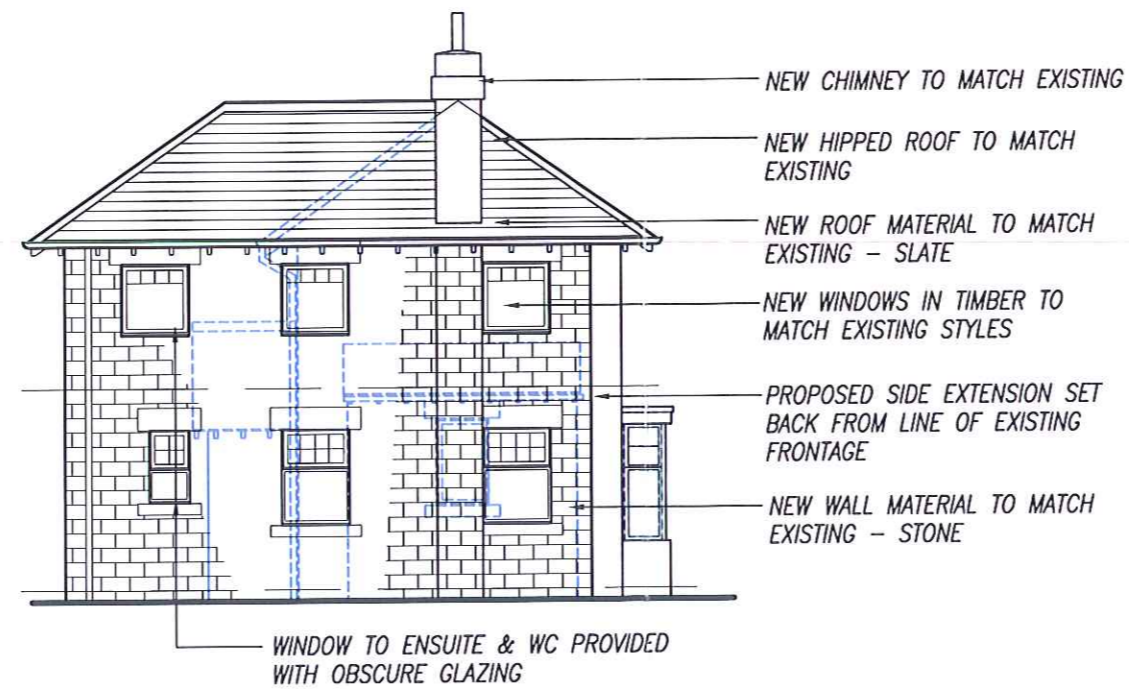 NEW CHIMNEY TO MATCH EXISTING
NEW HIPPED ROOF TO MATCH
EXISTING
NEW ROOF MATERIAL TO MATCH
EXISTING – SLATE
NEW WINDOWS IN TIMBER TO
MATCH EXISTING STYLES
PROPOSED SIDE EXTENSION SET
BACK FROM LINE OF EXISTING
FRONTAGE
NEW WALL MATERIAL TO MATCH
EXISTING – STONE
WINDOW TO ENSUITE & WC PROVIDED
WITH OBSCURE GLAZING